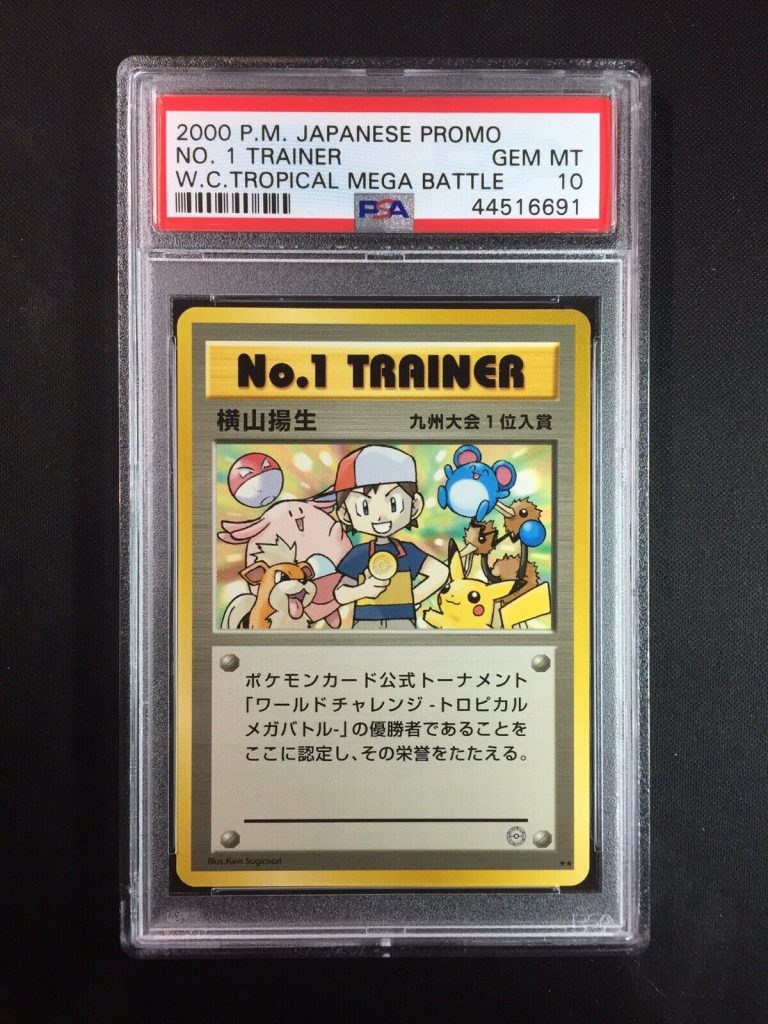 2000 P.M. JAPANESE PROMO
NO. 1 TRAINER GEM MT
W.C.TROPICAL MEGA BATTLE 10
PSA 44516691
No.1 TRAINER
横山揚生 九州大会1位入賞
ポケモンカード公式トーナメント
「ワールドチャレンジ-トロピカル
メガバトル-」の優勝者であることを
ここに認定し、その栄誉をたたえる。
Illus.Ken Sugimori ★★
PSA